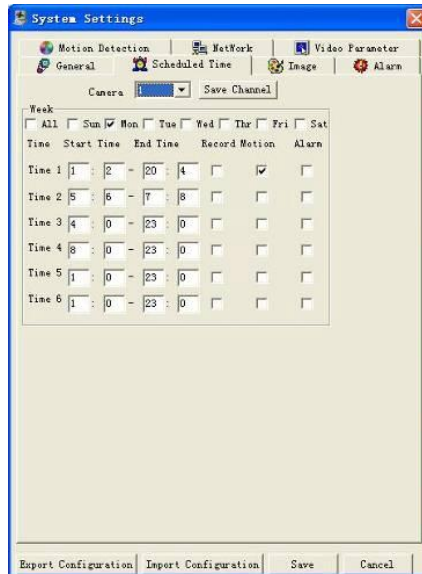 System Settings
Motion Detection NetWork Video Parameter
General Scheduled Time Image Alarm
Camera 1 Save Channel
Week
All Sun Mon Tue Wed Thr Fri Sat
Time Start Time End Time Record Motion Alarm
Time 1 1 : 2 - 20 : 4
Time 2 5 : 6 - 7 : 8
Time 3 4 : 0 - 23 : 0
Time 4 8 : 0 - 23 : 0
Time 5 1 : 0 - 23 : 0
Time 6 1 : 0 - 23 : 0
Export Configuration Import Configuration Save Cancel